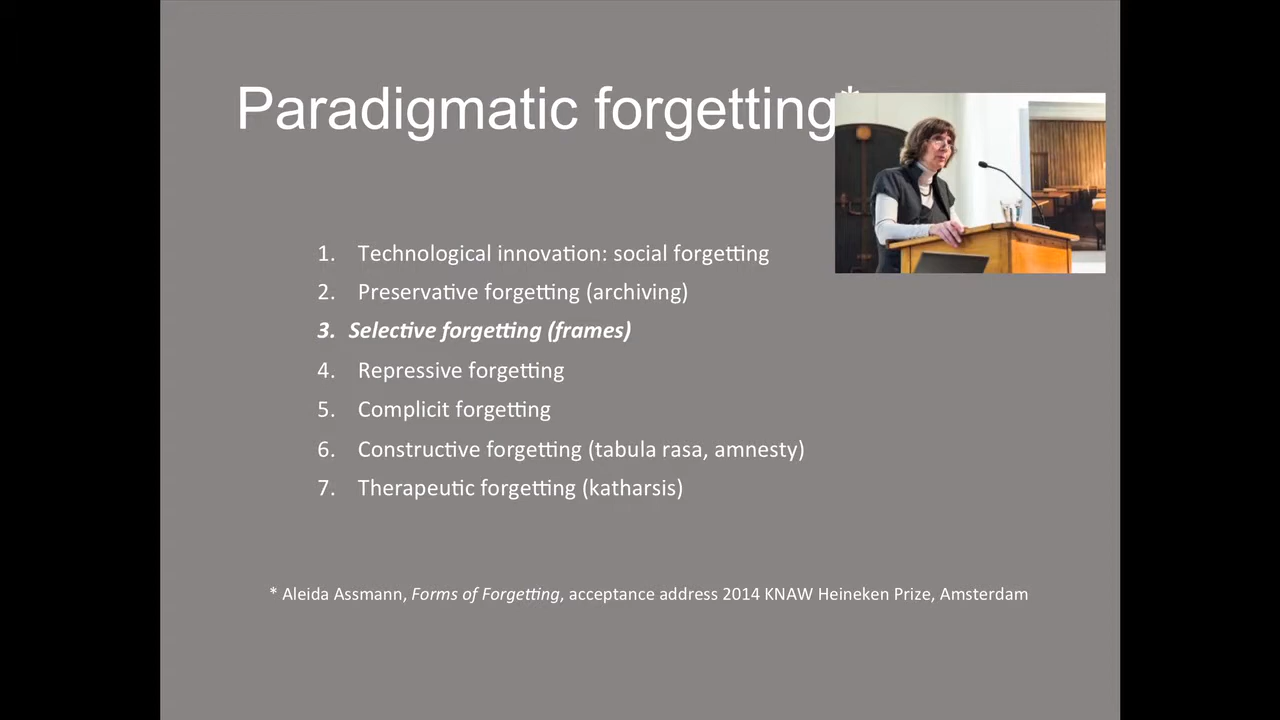 Paradigmatic forgetting*
1. Technological innovation: social forgetting
2. Preservative forgetting (archiving)
3. Selective forgetting (frames)
4. Repressive forgetting
5. Complicit forgetting
6. Constructive forgetting (tabula rasa, amnesty)
7. Therapeutic forgetting (katharsis)
* Aleida Assmann, Forms of Forgetting, acceptance address 2014 KNAW Heineken Prize, Amsterdam